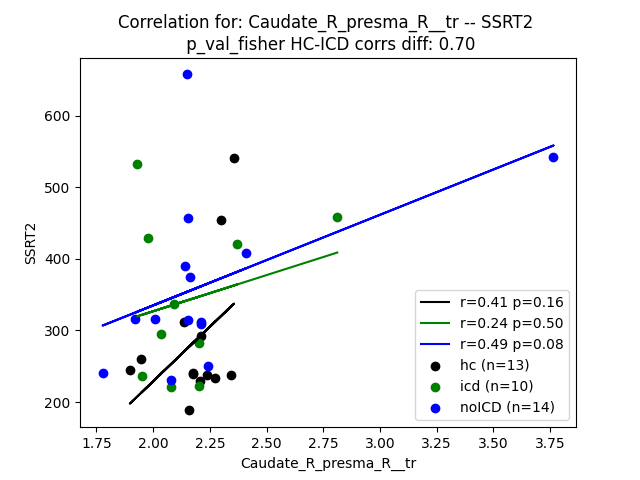 Correlation for: Caudate_R_presma_R__tr -- SSRT2
p_val_fisher HC-ICD corrs diff: 0.70
600
500
400
300
200
SSRT2
r=0.41 p=0.16
r=0.24 p=0.50
r=0.49 p=0.08
hc (n=13)
icd (n=10)
noICD (n=14)
1.75 2.00 2.25 2.50 2.75 3.00 3.25 3.50 3.75
Caudate_R_presma_R__tr